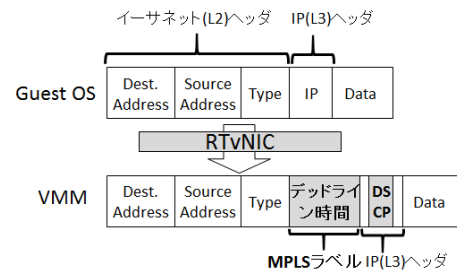 イーサネット(L2)ヘッダ IP(L3)ヘッダ
Guest OS
Dest. Address
Source Address
Type
IP
Data
RTvNIC
VMM
Dest. Address
Source Address
Type
デッドライン時間
DSCP
Data
MPLSラベル IP(L3)ヘッダ